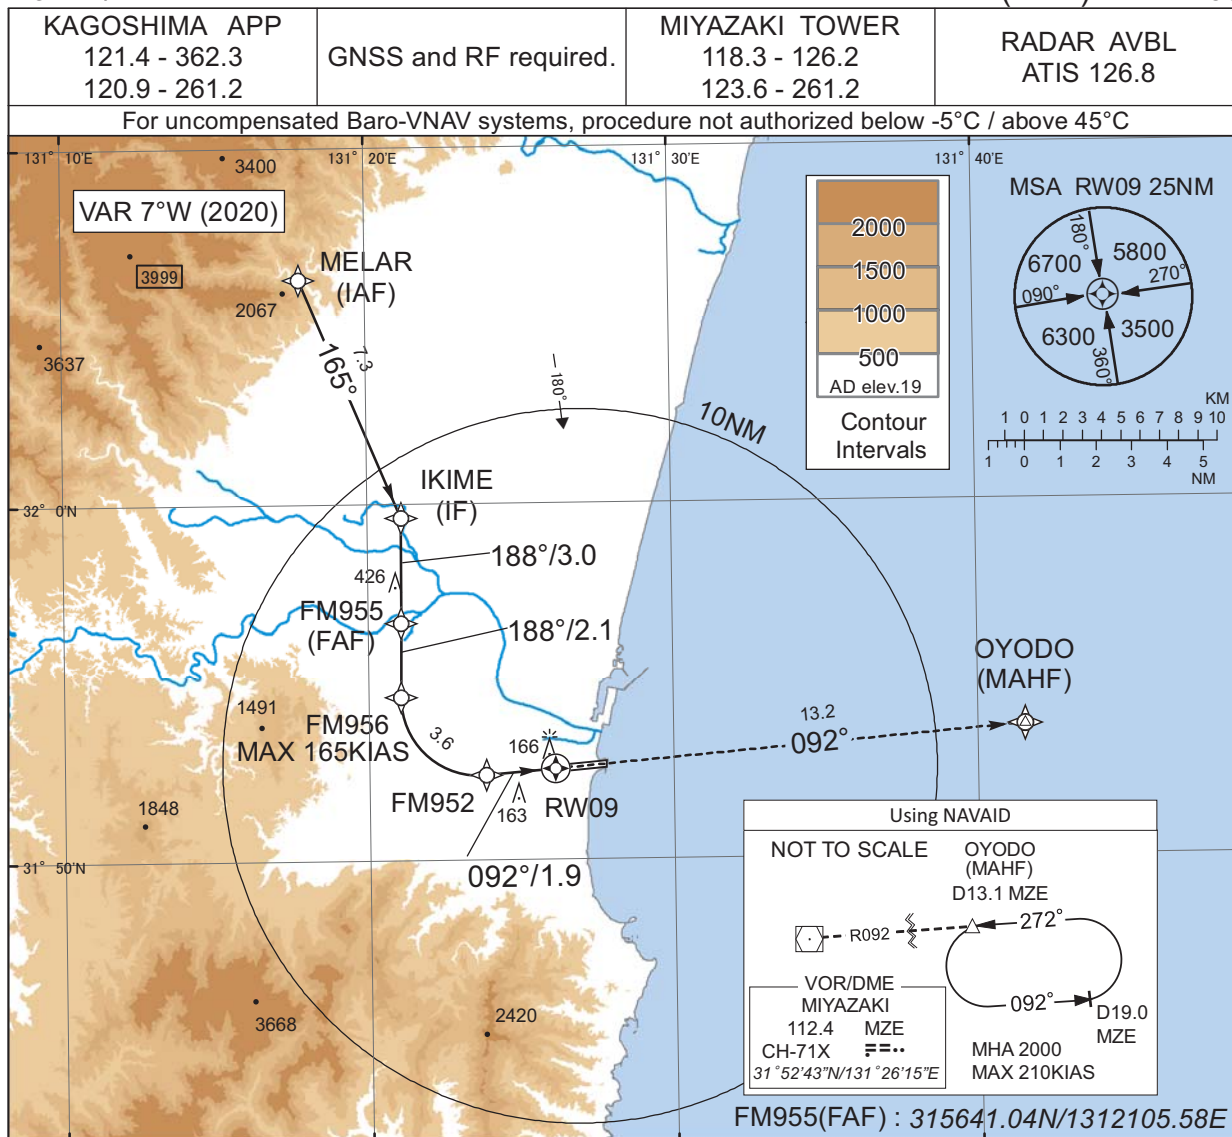 KAGOSHIMA APP
121.4 - 362.3
120.9 - 261.2
GNSS and RF required.
MIYAZAKI TOWER
118.3 - 126.2
123.6 - 261.2
RADAR AVBL
ATIS 126.8
For uncompensated Baro-VNAV systems, procedure not authorized below -5°C / above 45°C
131° 10'E
131° 20'E
131° 30'E
131° 40'E
3400
VAR 7°W (2020)
3999
2067
3637
MELAR
(IAF)
7.3
165°
180°
10NM
2000
1500
1000
500
AD elev.19
Contour
Intervals
MSA RW09 25NM
180°
5800
6700
270°
090°
6300
3500
360°
KM
1 0 1 2 3 4 5 6 7 8 9 10
1 0 1 2 3 4 5
NM
32° 0'N
IKIME
(IF)
188°/3.0
426
FM955
(FAF)
188°/2.1
OYODO
(MAHF)
1491
FM956
MAX 165KIAS
3.6
166
13.2
092°
FM952
163
RW09
1848
31° 50'N
092°/1.9
3668
2420
Using NAVAID
NOT TO SCALE
OYODO
(MAHF)
D13.1 MZE
R092
272°
092°
D19.0
MZE
VOR/DME
MIYAZAKI
112.4 MZE
CH-71X
31°52'43"N/131°26'15"E
MHA 2000
MAX 210KIAS
FM955(FAF) : 315641.04N/1312105.58E